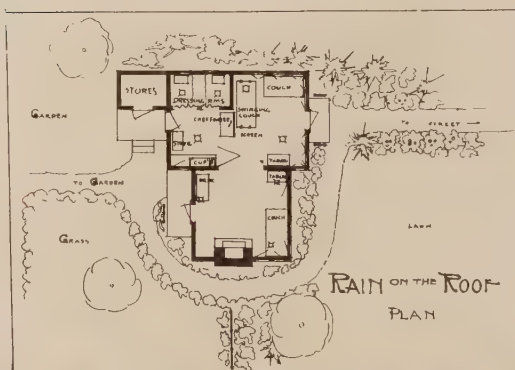 STORES
DRESSING RMS
COUCH
SWINGING
COUCH
SCREEN
GARDEN
TO STREET
STOVE
CUP'D
TABLE
TO GARDEN
TABLE
COUCH
GRASS
LAWN
RAIN ON THE ROOF
PLAN